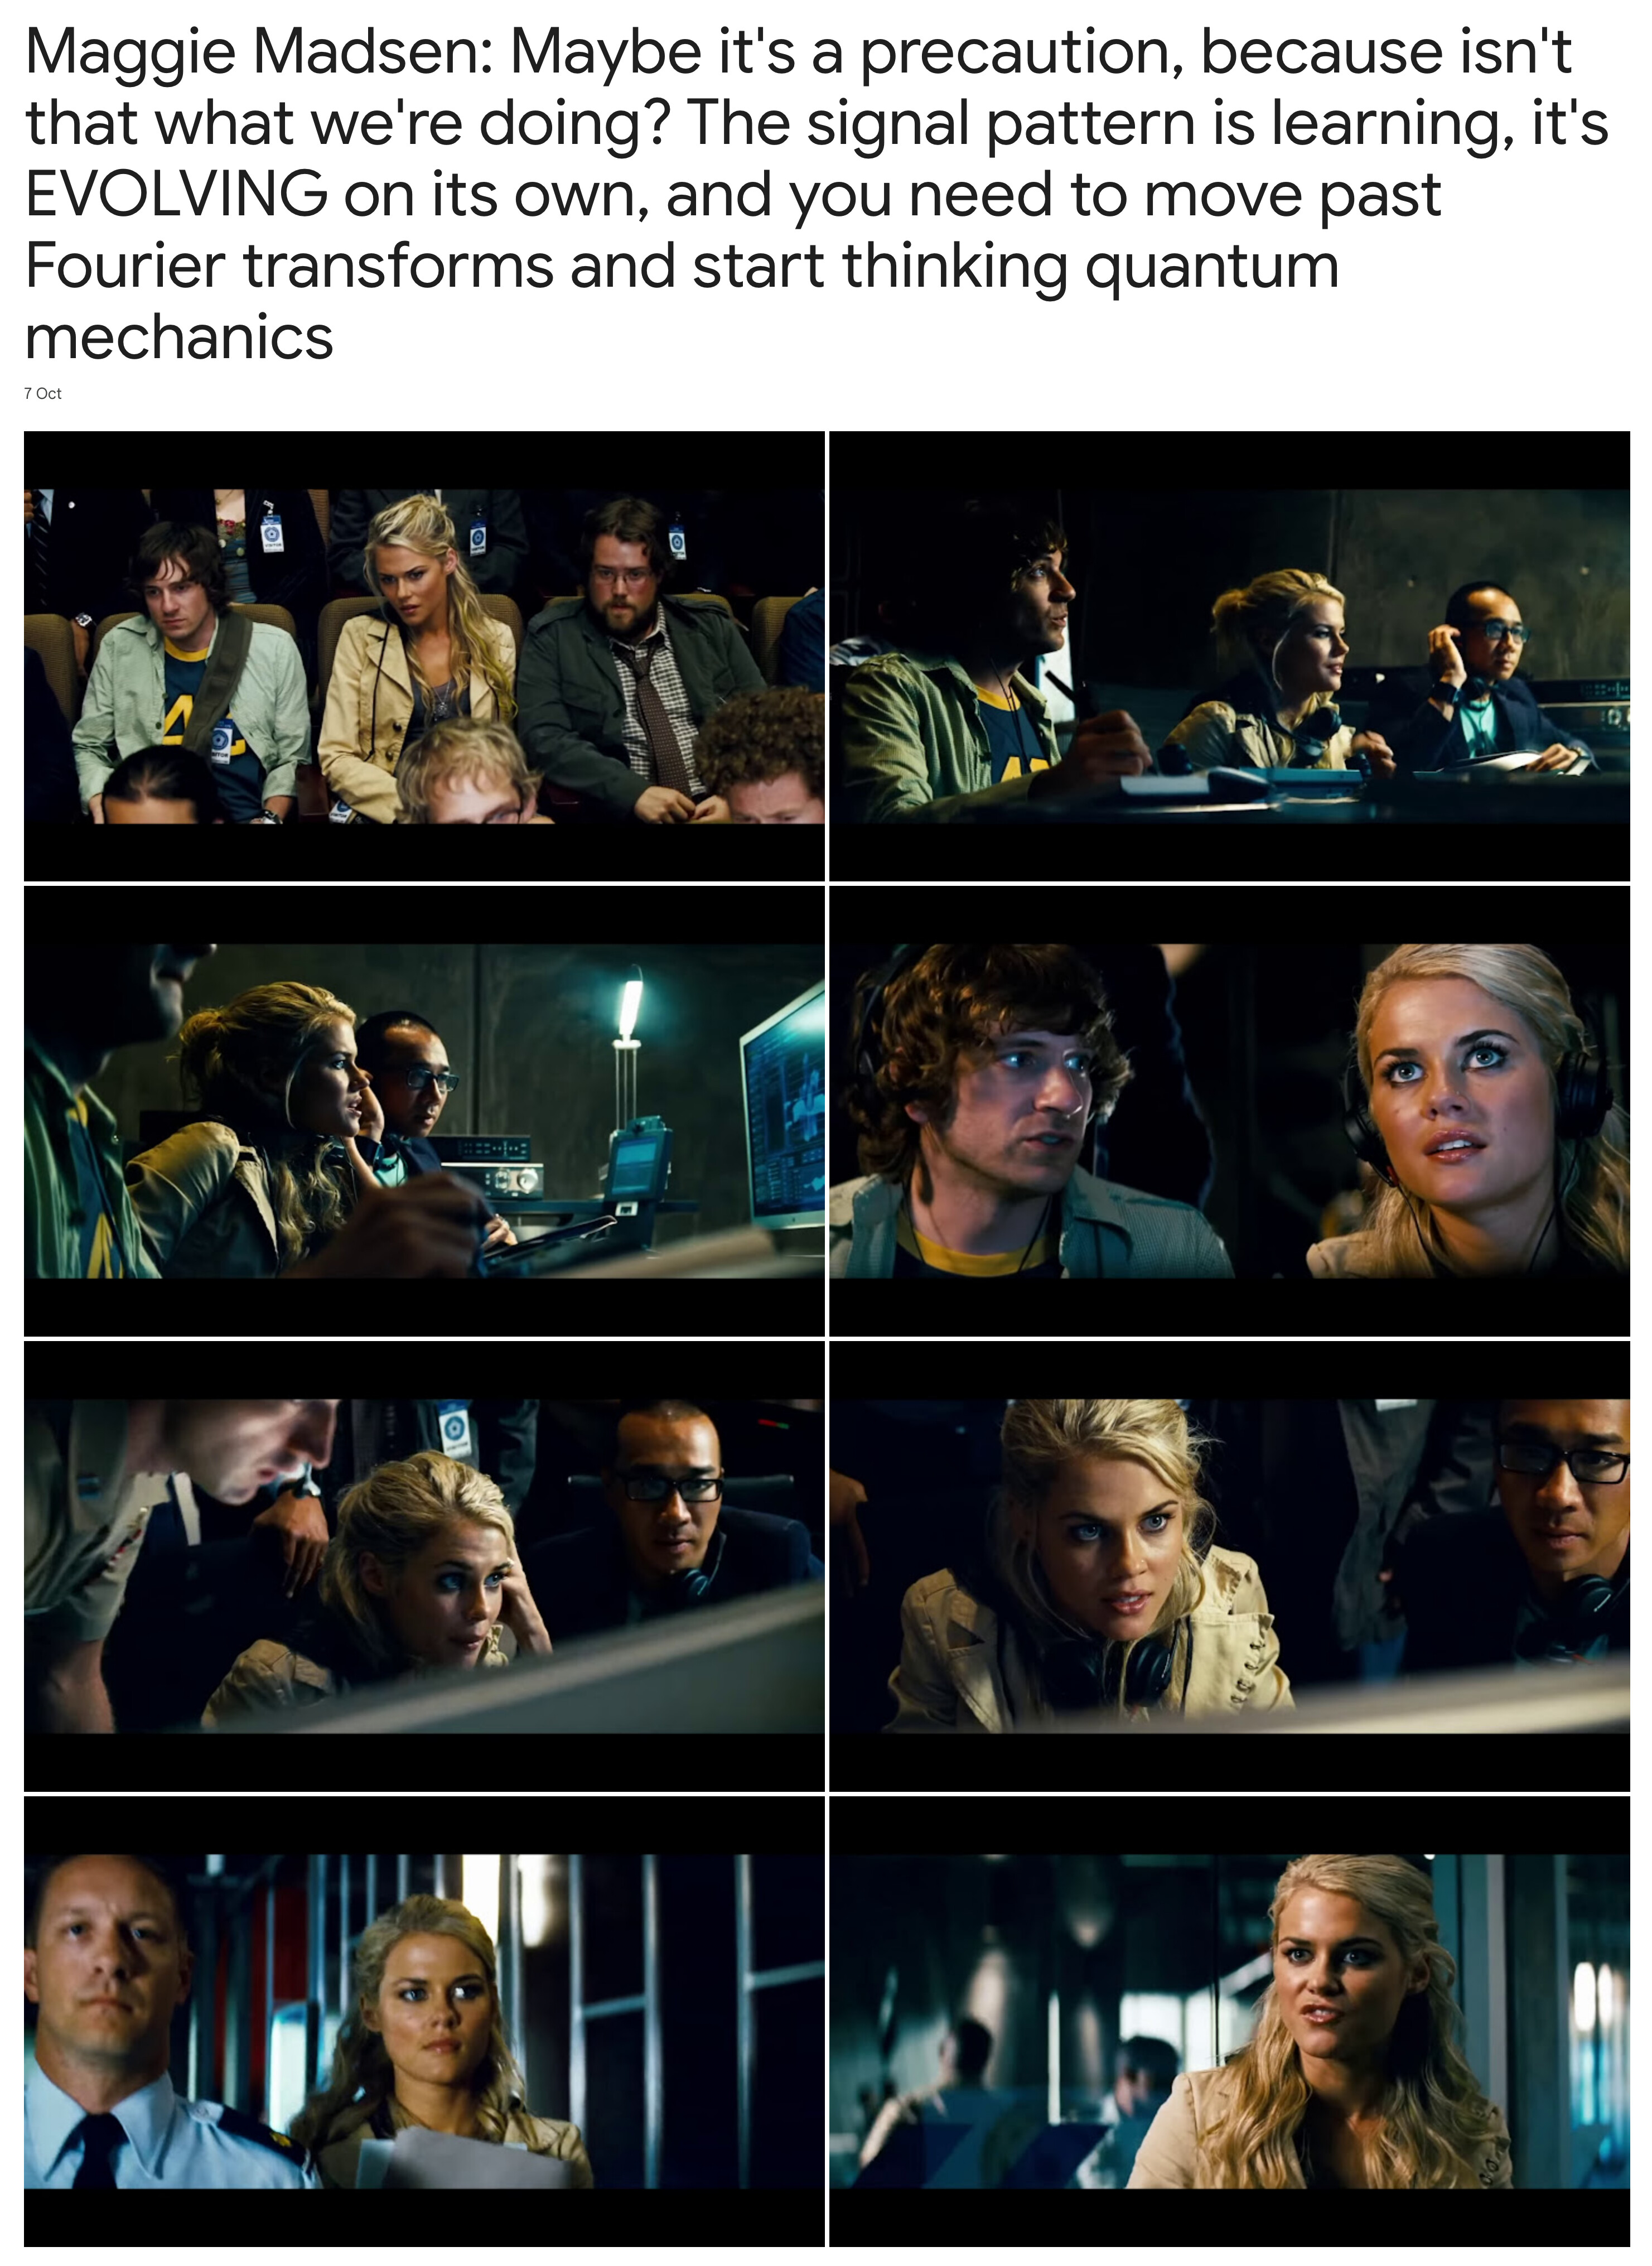 Maggie Madsen: Maybe it's a precaution, because isn't
that what we're doing? The signal pattern is learning, it's
EVOLVING on its own, and you need to move past
Fourier transforms and start thinking quantum
mechanics
7 Oct
VISITOR